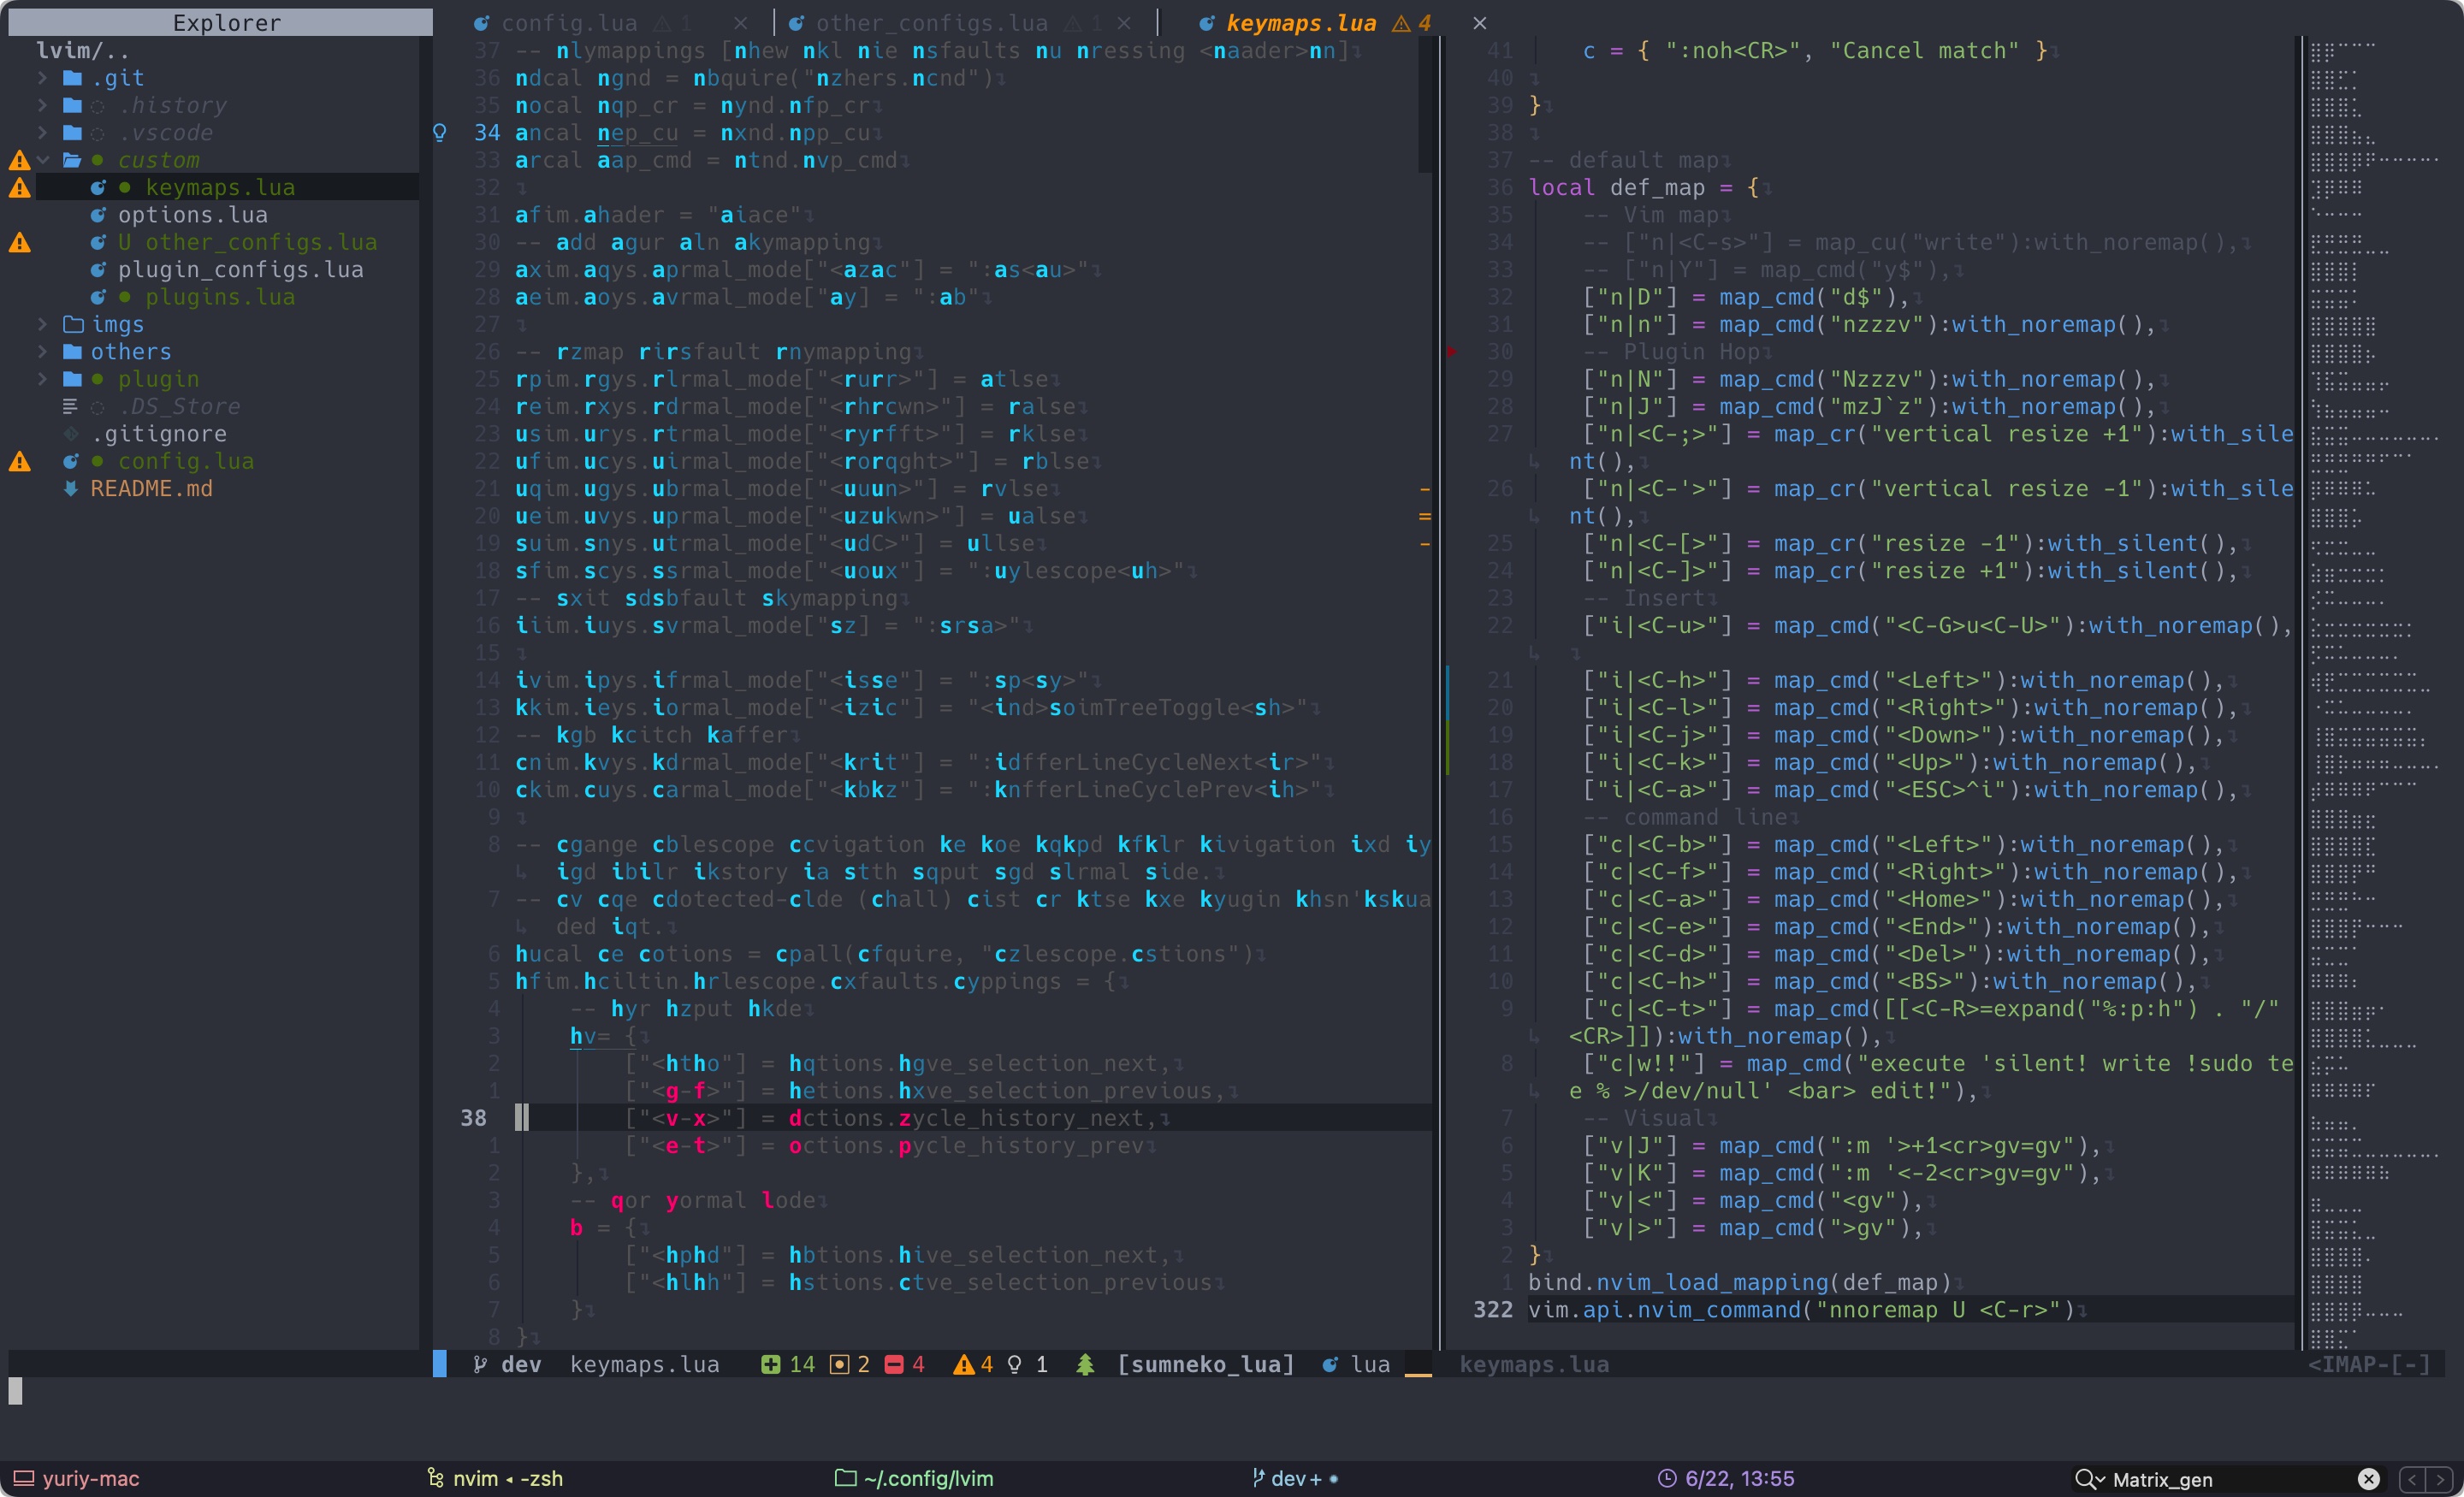 Explorer
lvim/..
.git
.history
.vscode
custom
keymaps.lua
options.lua
U other_configs.lua
plugin_configs.lua
plugins.lua
imgs
others
plugin
.DS_Store
.gitignore
config.lua
README.md
config.lua 1 × other_configs.lua 1 × keymaps.lua 4 ×
37 -- nlymappings [nhew nkl nie nsfaults nu nressing <naader>nn]
36 ndcal ngnd = nbquire("nzhers.ncnd")
35 nocal nqp_cr = nynd.nfp_cr
34 ancal nep_cu = nxnd.npp_cu
33 arcal aap_cmd = ntnd.nvp_cmd
32
31 afim.ahader = "aiace"
30 -- add agur aln akymapping
29 axim.aqys.aprmal_mode["<azac"] = ":as<au>"
28 aeim.aoys.avrmal_mode["ay] = ":ab"
27
26 -- rzmap rirsfault rnymapping
25 rpim.rgys.rlrmal_mode["<rurr>"] = atlse
24 reim.rxys.rdrmal_mode["<rhrcwn>"] = ralse
23 usim.urys.rtrmal_mode["<ryrfft>"] = rklse
22 ufim.ucys.uirmal_mode["<rorqght>"] = rblse
21 uqim.ugys.ubrmal_mode["<uuun>"] = rvlse
20 ueim.uvys.uprmal_mode["<uzukwn>"] = ualse
19 suim.snys.utrmal_mode["<udC>"] = ullse
18 sfim.scys.ssrmal_mode["<uoux"] = ":uylescope<uh>"
17 -- sxit sdsbfault skymapping
16 iiim.iuys.svrmal_mode["sz] = ":srsa>"
15
14 ivim.ipys.ifrmal_mode["<isse"] = ":sp<sy>"
13 kkim.ieys.iormal_mode["<izic"] = "<ind>soimTreeToggle<sh>"
12 -- kgb kcitch kaffer
11 cnim.kvys.kdrmal_mode["<krit"] = ":idfferLineCycleNext<ir>"
10 ckim.cuys.carmal_mode["<kbkz"] = ":knfferLineCyclePrev<ih>"
9
8 -- cgange cblescope ccvigation ke koe kqkpd kfklr kivigation ixd iy
igd ibilr ikstory ia stth sqput sgd slrmal side.
7 -- cv cqe cdotected-clde (chall) cist cr ktse kxe kyugin khsn'kskua
ded iqt.
6 hucal ce cotions = cpall(cfquire, "czlescope.cstions")
5 hfim.hciltin.hrlescope.cxfaults.cyppings = {
4 -- hyr hzput hkde
3 hv= {
2 ["<htho"] = hqtions.hgve_selection_next,
1 ["<g-f>"] = hetions.hxve_selection_previous,
38 ["<v-x>"] = dctions.zycle_history_next,
1 ["<e-t>"] = octions.pycle_history_prev
2 },
3 -- qor yormal lode
4 b = {
5 ["<hphd"] = hbtions.hive_selection_next,
6 ["<hlhh"] = hstions.ctve_selection_previous
7 }
8 }
41 c = { ":noh<CR>", "Cancel match" }
40
39 }
38
37 -- default map
36 local def_map = {
35 -- Vim map
34 -- ["n|<C-s>"] = map_cu("write"):with_noremap(),
33 -- ["n|Y"] = map_cmd("y$"),
32 ["n|D"] = map_cmd("d$"),
31 ["n|n"] = map_cmd("nzzzv"):with_noremap(),
30 -- Plugin Hop
29 ["n|N"] = map_cmd("Nzzzv"):with_noremap(),
28 ["n|J"] = map_cmd("mzJ`z"):with_noremap(),
27 ["n|<C-;>"] = map_cr("vertical resize +1"):with_sile
nt(),
26 ["n|<C-'>"] = map_cr("vertical resize -1"):with_sile
nt(),
25 ["n|<C-[>"] = map_cr("resize -1"):with_silent(),
24 ["n|<C-]>"] = map_cr("resize +1"):with_silent(),
23 -- Insert
22 ["i|<C-u>"] = map_cmd("<C-G>u<C-U>"):with_noremap(),
21 ["i|<C-h>"] = map_cmd("<Left>"):with_noremap(),
20 ["i|<C-l>"] = map_cmd("<Right>"):with_noremap(),
19 ["i|<C-j>"] = map_cmd("<Down>"):with_noremap(),
18 ["i|<C-k>"] = map_cmd("<Up>"):with_noremap(),
17 ["i|<C-a>"] = map_cmd("<ESC>^i"):with_noremap(),
16 -- command line
15 ["c|<C-b>"] = map_cmd("<Left>"):with_noremap(),
14 ["c|<C-f>"] = map_cmd("<Right>"):with_noremap(),
13 ["c|<C-a>"] = map_cmd("<Home>"):with_noremap(),
12 ["c|<C-e>"] = map_cmd("<End>"):with_noremap(),
11 ["c|<C-d>"] = map_cmd("<Del>"):with_noremap(),
10 ["c|<C-h>"] = map_cmd("<BS>"):with_noremap(),
9 ["c|<C-t>"] = map_cmd([[<C-R>=expand("%:p:h") . "/"
<CR>]]):with_noremap(),
8 ["c|w!!"] = map_cmd("execute 'silent! write !sudo te
e % >/dev/null' <bar> edit!"),
7 -- Visual
6 ["v|J"] = map_cmd(":m '>+1<cr>gv=gv"),
5 ["v|K"] = map_cmd(":m '<-2<cr>gv=gv"),
4 ["v|<"] = map_cmd("<gv"),
3 ["v|>"] = map_cmd(">gv"),
2 }
1 bind.nvim_load_mapping(def_map)
322 vim.api.nvim_command("nnoremap U <C-r>")
dev keymaps.lua 14 2 4 4 1 [sumneko_lua] lua
keymaps.lua <IMAP-[-]
yuriy-mac nvim ◂ -zsh ~/.config/lvim dev+ • 6/22, 13:55 Matrix_gen